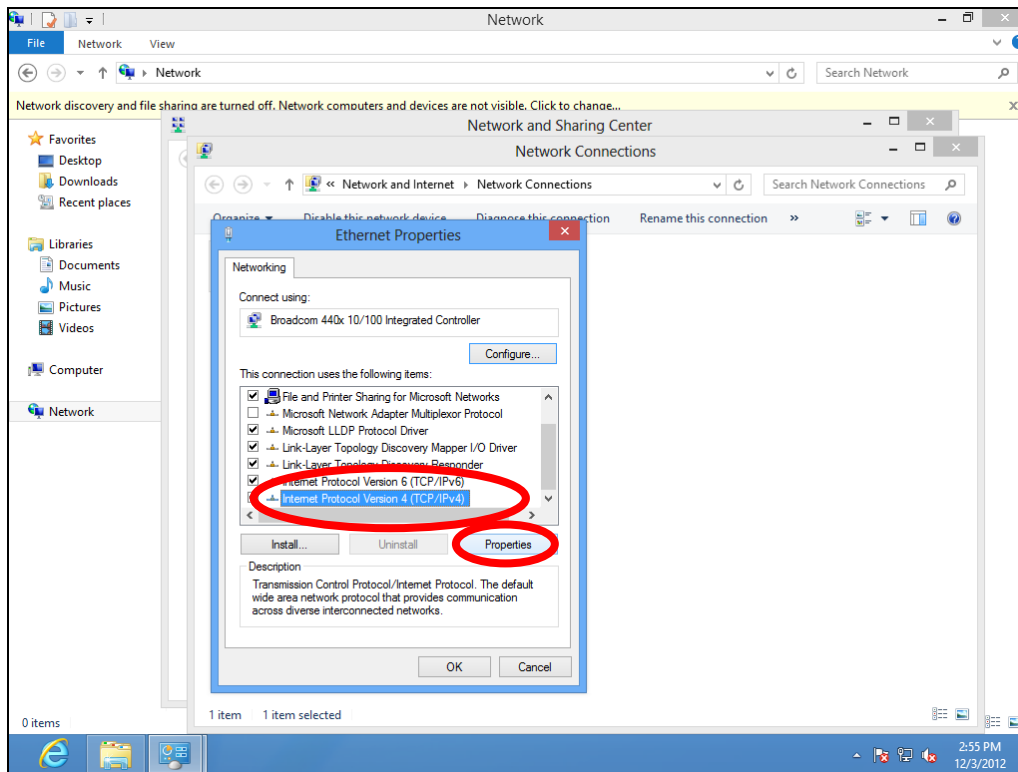 Network
File Network View
Network
Search Network
Network discovery and file sharing are turned off. Network computers and devices are not visible. Click to change...
x
Favorites
Desktop
Downloads
Recent places
Libraries
Documents
Music
Pictures
Videos
Computer
Network
0 items
Network and Sharing Center
Network Connections
« Network and Internet Network Connections
Search Network Connections
Organize Disable this network device Diagnose this connection Rename this connection »
Ethernet Properties
Networking
Connect using:
Broadcom 440x 10/100 Integrated Controller
Configure...
This connection uses the following items:
File and Printer Sharing for Microsoft Networks
Microsoft Network Adapter Multiplexor Protocol
Microsoft LLDP Protocol Driver
Link-Layer Topology Discovery Mapper I/O Driver
Link-Layer Topology Discovery Responder
Internet Protocol Version 6 (TCP/IPv6)
Internet Protocol Version 4 (TCP/IPv4)
Install... Uninstall Properties
Description
Transmission Control Protocol/Internet Protocol. The default
wide area network protocol that provides communication
across diverse interconnected networks.
OK Cancel
1 item 1 item selected
2:55 PM
12/3/2012